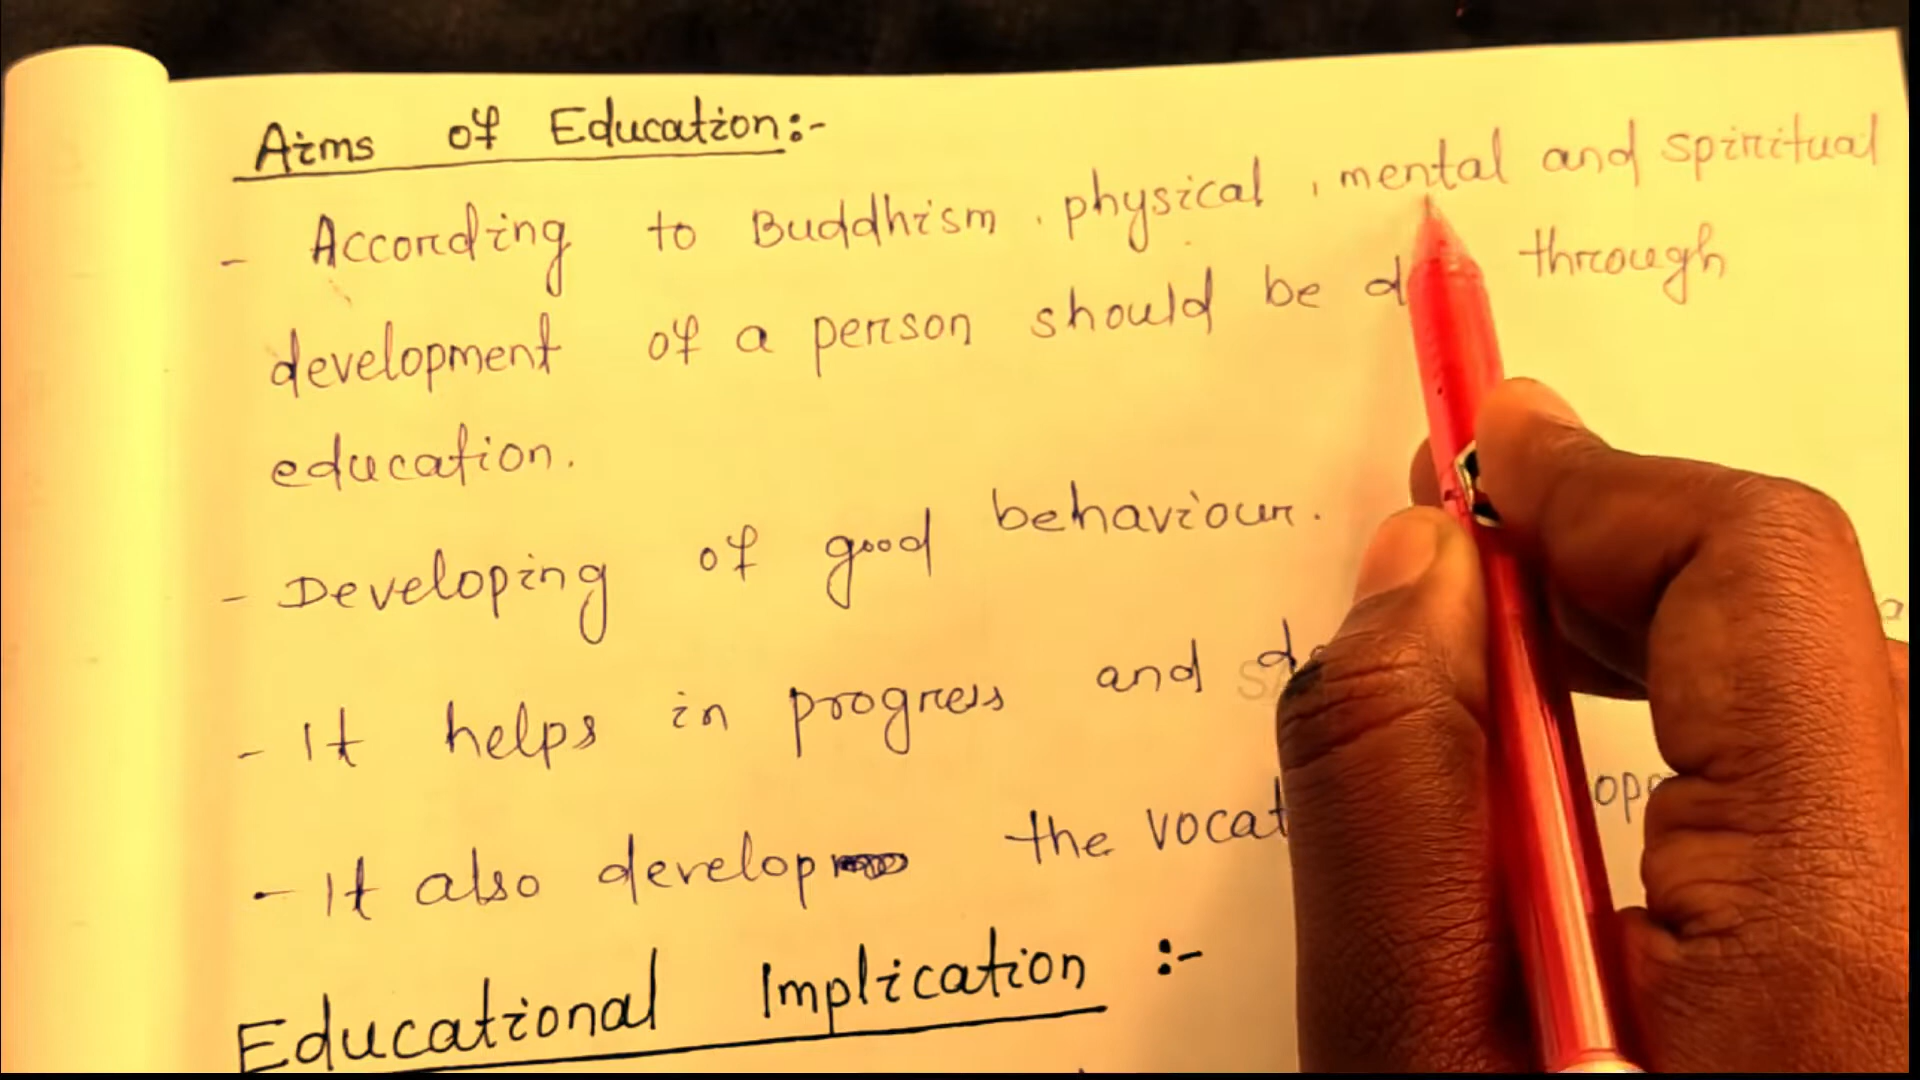 Aims of Education:-
- According to Buddhism, physical, mental and spiritual
development of a person should be through
education.
- Developing of good behaviour.
- It helps in progress and
- It also develop the
Educational Implication :-